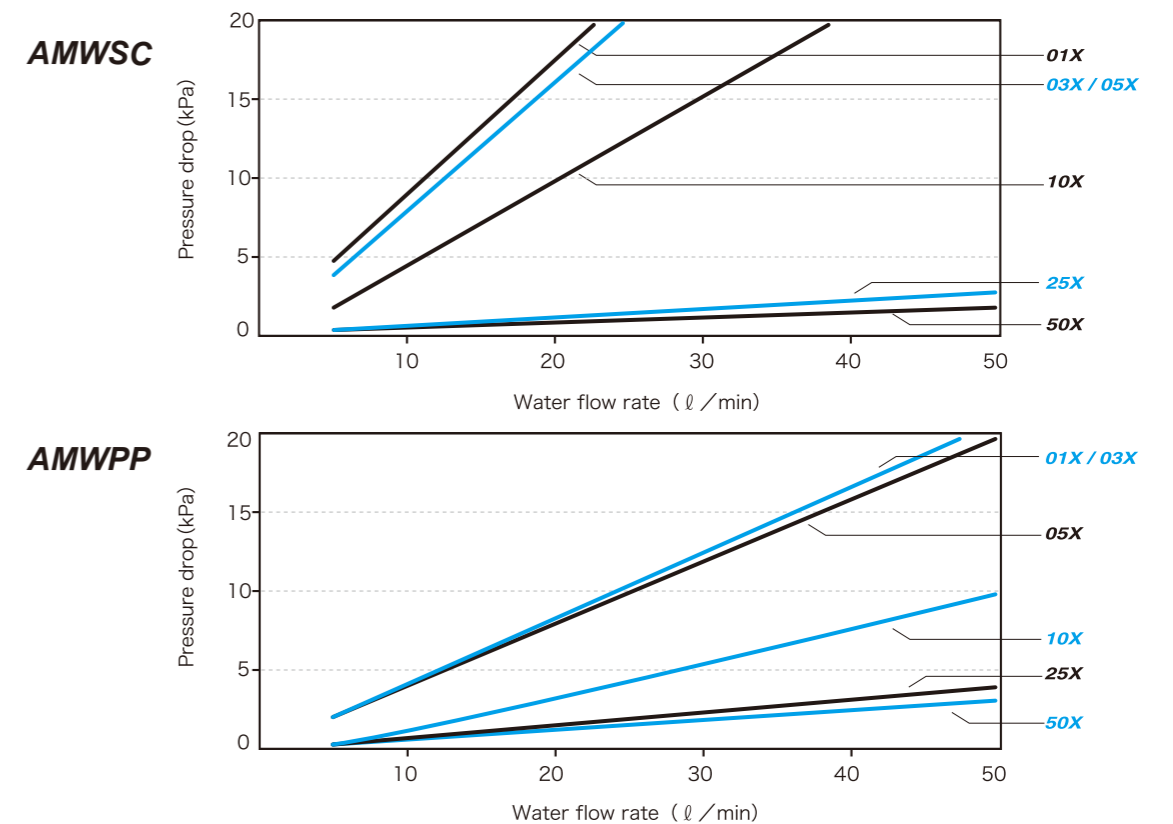 AMWSC
Pressure drop (kPa)
20
15
10
5
0
01X
03X / 05X
10X
25X
50X
10 20 30 40 50
Water flow rate (ℓ／min)
AMWPP
Pressure drop (kPa)
20
15
10
5
0
01X / 03X
05X
10X
25X
50X
10 20 30 40 50
Water flow rate (ℓ／min)